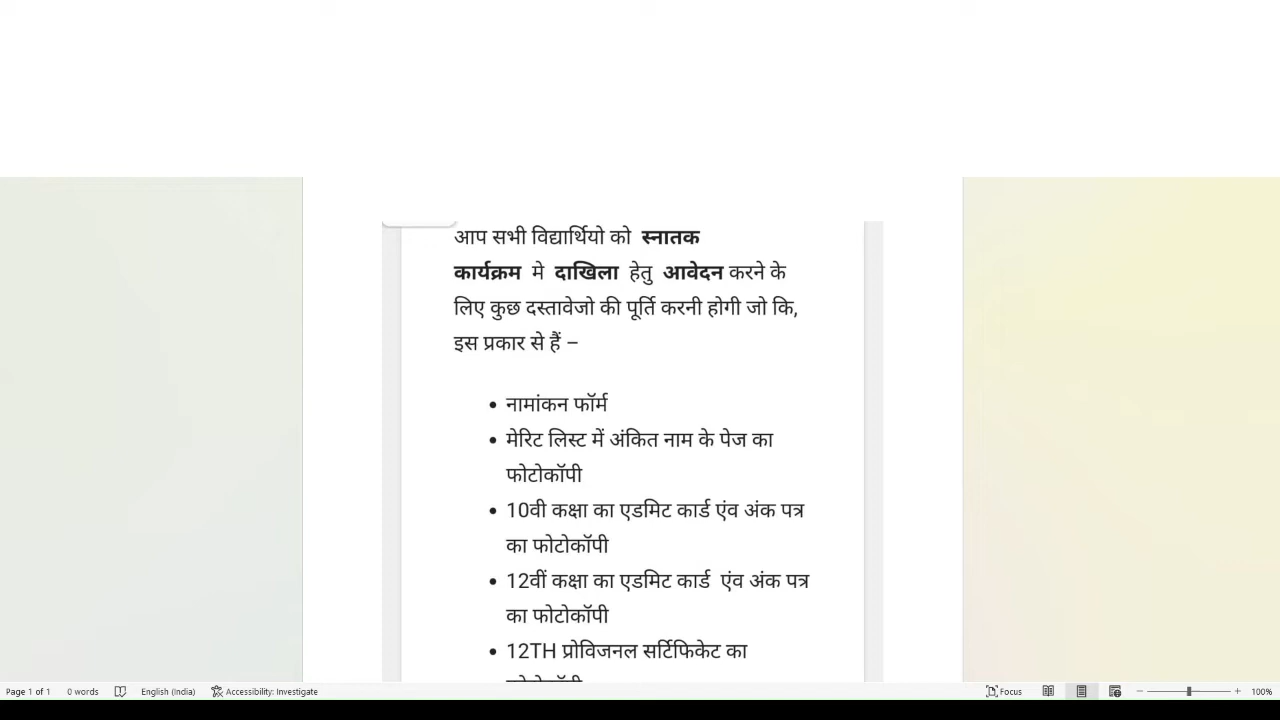 आप सभी विद्यार्थियो को स्नातक
कार्यक्रम मे दाखिला हेतु आवेदन करने के
लिए कुछ दस्तावेजो की पूर्ति करनी होगी जो कि,
इस प्रकार से हैं –
• नामांकन फॉर्म
• मेरिट लिस्ट में अंकित नाम के पेज का
फोटोकॉपी
• 10वी कक्षा का एडमिट कार्ड एंव अंक पत्र
का फोटोकॉपी
• 12वीं कक्षा का एडमिट कार्ड एंव अंक पत्र
का फोटोकॉपी
• 12TH प्रोविजनल सर्टिफिकेट का
Page 1 of 1 0 words English (India) Accessibility: Investigate Focus 100%